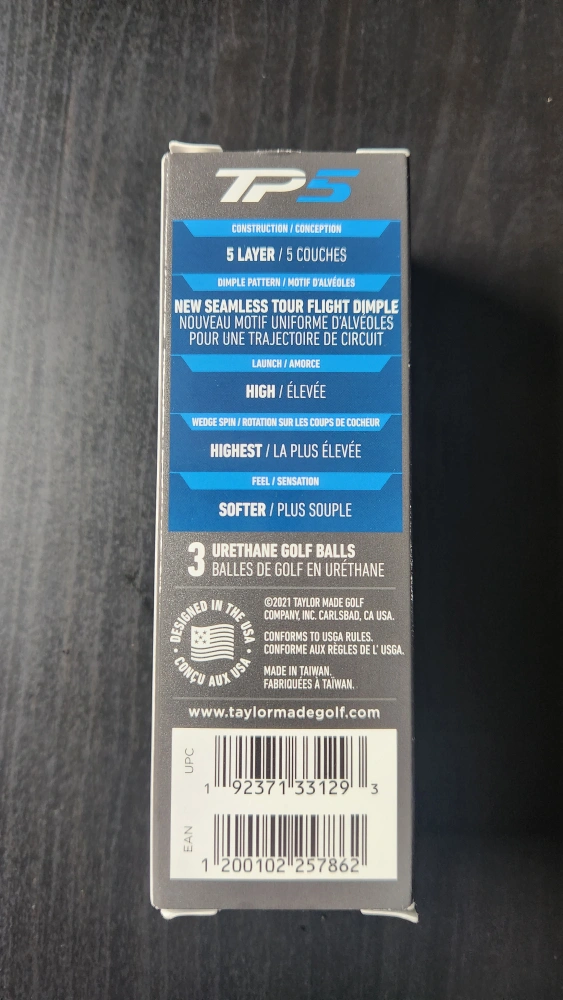 TP5
CONSTRUCTION / CONCEPTION
5 LAYER / 5 COUCHES
DIMPLE PATTERN / MOTIF D'ALVÉOLES
NEW SEAMLESS TOUR FLIGHT DIMPLE
NOUVEAU MOTIF UNIFORME D'ALVÉOLES
POUR UNE TRAJECTOIRE DE CIRCUIT
LAUNCH / AMORCE
HIGH / ÉLEVÉE
WEDGE SPIN / ROTATION SUR LES COUPS DE COCHEUR
HIGHEST / LA PLUS ÉLEVÉE
FEEL / SENSATION
SOFTER / PLUS SOUPLE
3 URETHANE GOLF BALLS
BALLES DE GOLF EN URÉTHANE
DESIGNED IN THE USA
CONÇU AUX USA
©2021 TAYLOR MADE GOLF
COMPANY, INC. CARLSBAD, CA USA.
CONFORMS TO USGA RULES.
CONFORME AUX RÈGLES DE L' USGA.
MADE IN TAIWAN.
FABRIQUÉES À TAÏWAN.
www.taylormadegolf.com
UPC
1 92371 33129 3
EAN
1 200102 257862